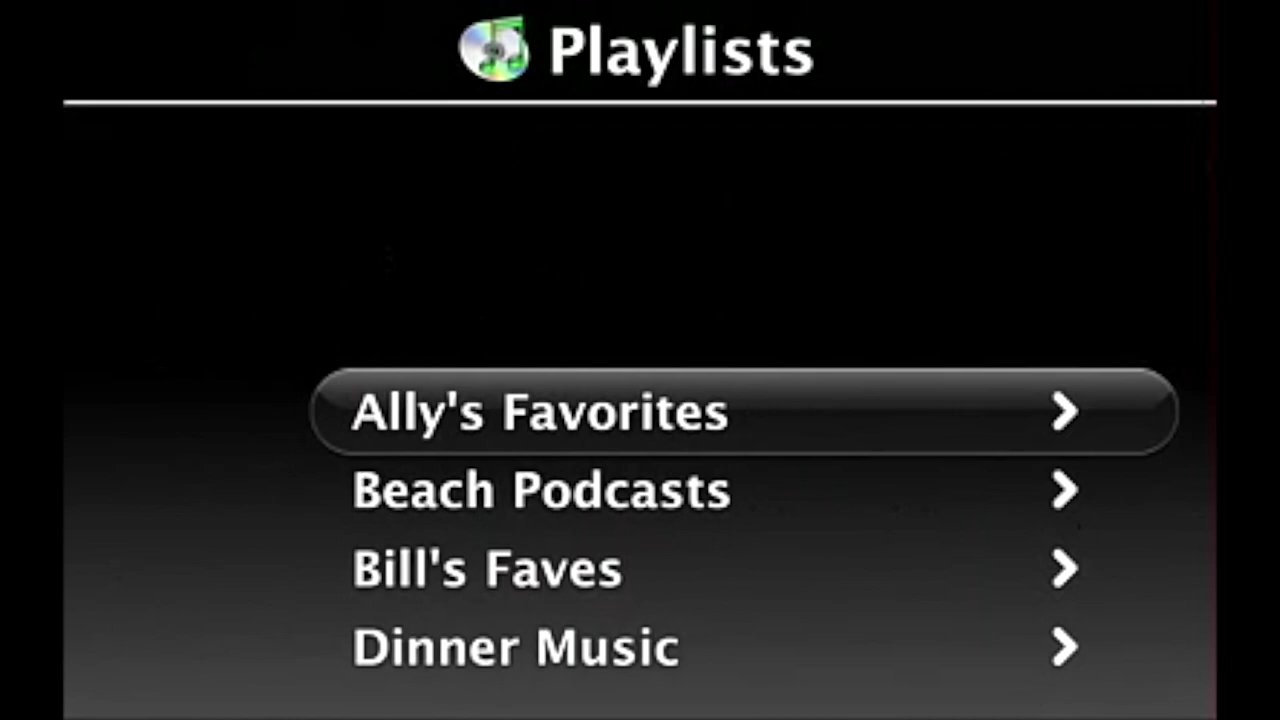 Playlists
Ally's Favorites
Beach Podcasts
Bill's Faves
Dinner Music